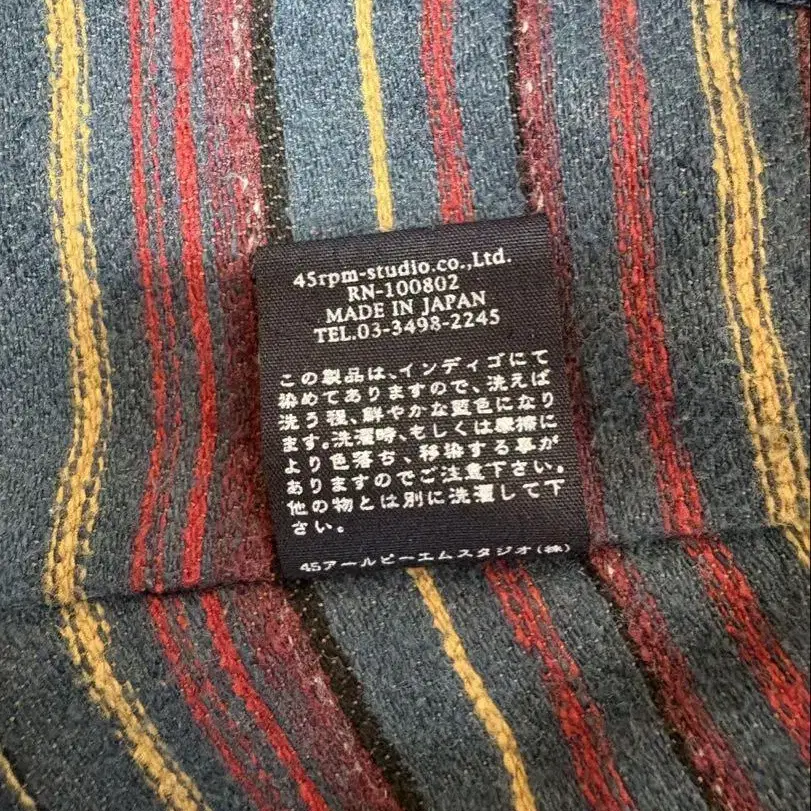 45rpm-studio.co.,Ltd.
RN-100802
MADE IN JAPAN
TEL.03-3498-2245
この製品は、インディゴにて
染めてありますので、洗えば
洗う程、鮮やかな藍色になり
ます。洗濯時、もしくは摩擦に
より色落ち、移染する事が
ありますのでご注意下さい。
他の物とは別に洗濯して下
さい。
45アールピーエムスタジオ(株)